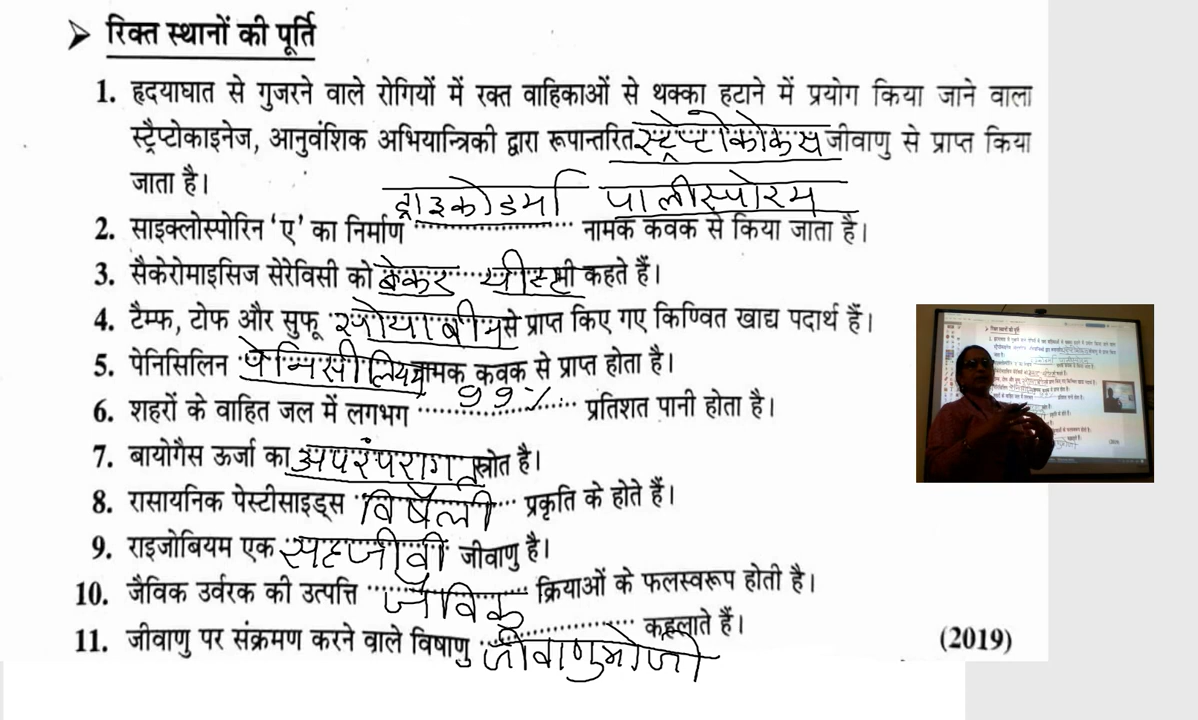 ➢ रिक्त स्थानों की पूर्ति
1. हृदयाघात से गुजरने वाले रोगियों में रक्त वाहिकाओं से थक्का हटाने में प्रयोग किया जाने वाला
स्ट्रैप्टोकाइनेज, आनुवंशिक अभियान्त्रिकी द्वारा रूपान्तरित स्ट्रेप्टोकोकस जीवाणु से प्राप्त किया
जाता है।
ट्राइकोडर्मा पालीस्पोरम
2. साइक्लोस्पोरिन ‘ए’ का निर्माण .................. नामक कवक से किया जाता है।
3. सैकेरोमाइसिज सेरेविसी को बेकर यीस्ट भी कहते हैं।
4. टैम्फ, टोफ और सुफू सोयाबीन से प्राप्त किए गए किण्वित खाद्य पदार्थ हैं।
5. पेनिसिलिन पेनिसीलियम नामक कवक से प्राप्त होता है।
6. शहरों के वाहित जल में लगभग 99% प्रतिशत पानी होता है।
7. बायोगैस ऊर्जा का अपरंपरागत स्त्रोत है।
8. रासायनिक पेस्टीसाइड्स विषैली प्रकृति के होते हैं।
9. राइजोबियम एक सहजीवी जीवाणु है।
10. जैविक उर्वरक की उत्पत्ति जैविक क्रियाओं के फलस्वरूप होती है।
11. जीवाणु पर संक्रमण करने वाले विषाणु जीवाणुभोजी कहलाते हैं। (2019)